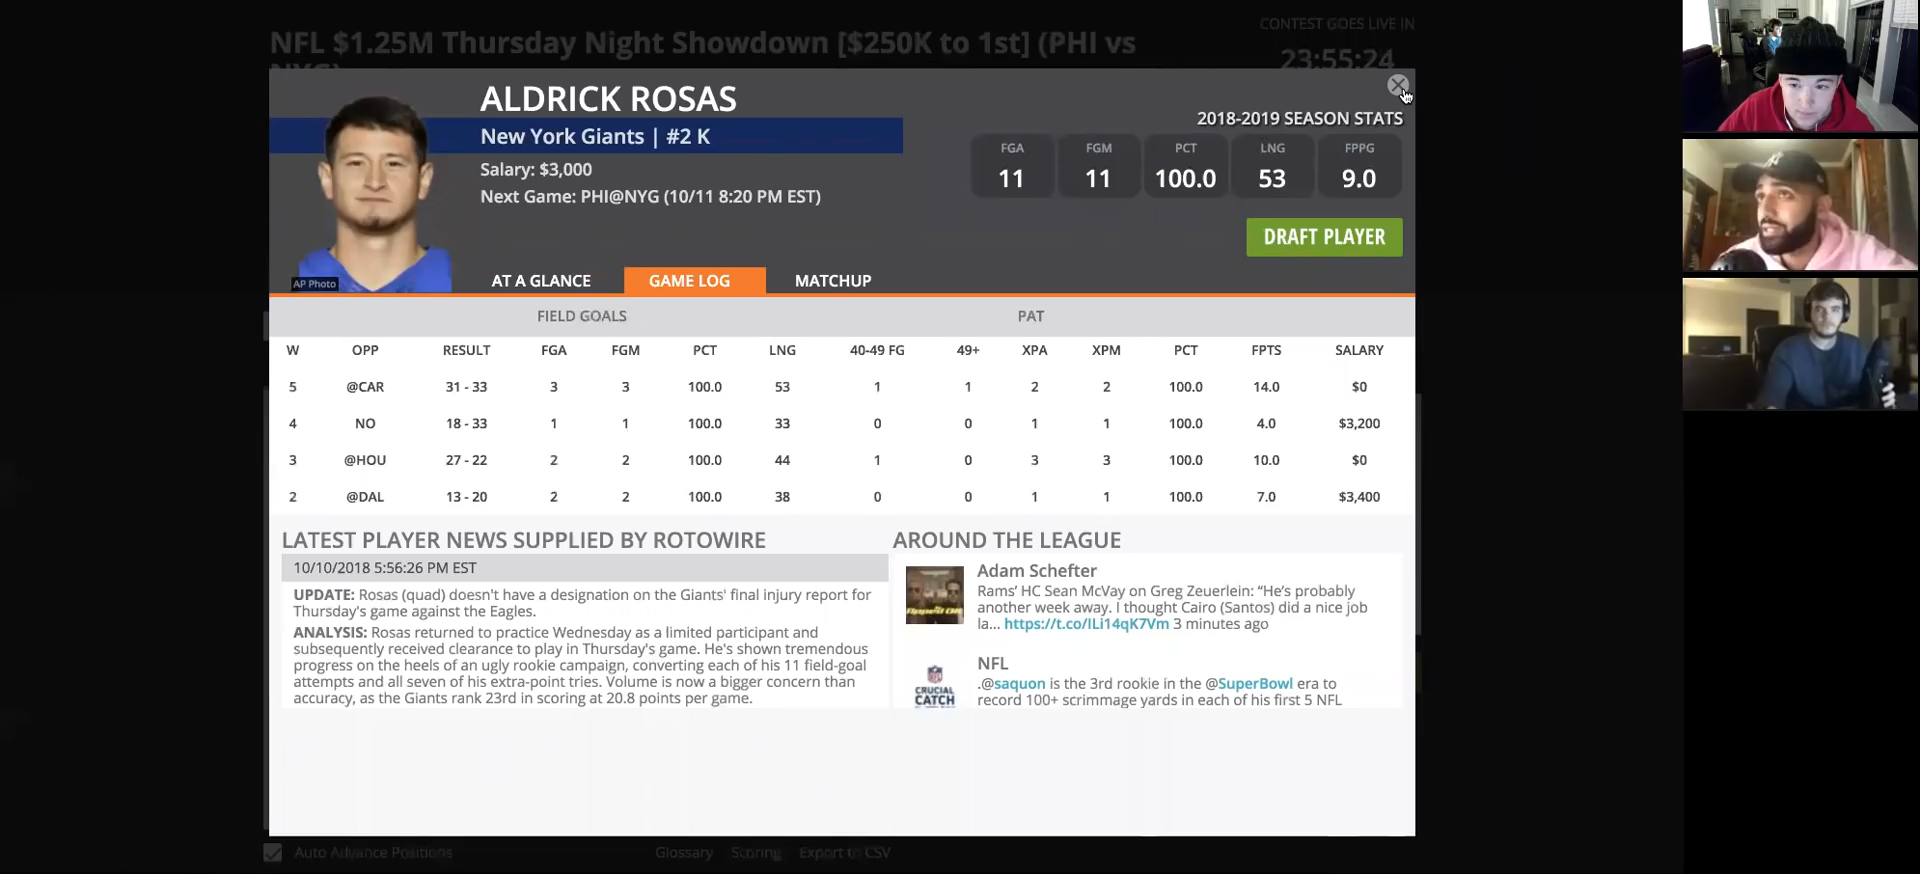 NFL $1.25M Thursday Night Showdown [$250K to 1st] (PHI vs
NYG)
CONTEST GOES LIVE IN
23:55:24
ALDRICK ROSAS
New York Giants | #2 K
Salary: $3,000
Next Game: PHI@NYG (10/11 8:20 PM EST)
AP Photo
2018-2019 SEASON STATS
FGA FGM PCT LNG FPPG
11 11 100.0 53 9.0
DRAFT PLAYER
AT A GLANCE GAME LOG MATCHUP
FIELD GOALS PAT
W OPP RESULT FGA FGM PCT LNG 40-49 FG 49+ XPA XPM PCT FPTS SALARY
5 @CAR 31 - 33 3 3 100.0 53 1 1 2 2 100.0 14.0 $0
4 NO 18 - 33 1 1 100.0 33 0 0 1 1 100.0 4.0 $3,200
3 @HOU 27 - 22 2 2 100.0 44 1 0 3 3 100.0 10.0 $0
2 @DAL 13 - 20 2 2 100.0 38 0 0 1 1 100.0 7.0 $3,400
LATEST PLAYER NEWS SUPPLIED BY ROTOWIRE
10/10/2018 5:56:26 PM EST
UPDATE: Rosas (quad) doesn't have a designation on the Giants' final injury report for
Thursday's game against the Eagles.
ANALYSIS: Rosas returned to practice Wednesday as a limited participant and
subsequently received clearance to play in Thursday's game. He's shown tremendous
progress on the heels of an ugly rookie campaign, converting each of his 11 field-goal
attempts and all seven of his extra-point tries. Volume is now a bigger concern than
accuracy, as the Giants rank 23rd in scoring at 20.8 points per game.
AROUND THE LEAGUE
Adam Schefter
Rams' HC Sean McVay on Greg Zeuerlein: "He's probably
another week away. I thought Cairo (Santos) did a nice job
la... https://t.co/ILi14qK7Vm 3 minutes ago
NFL
.@saquon is the 3rd rookie in the @SuperBowl era to
record 100+ scrimmage yards in each of his first 5 NFL
CRUCIAL
CATCH
Auto Advance Positions
Glossary Scoring Export to CSV